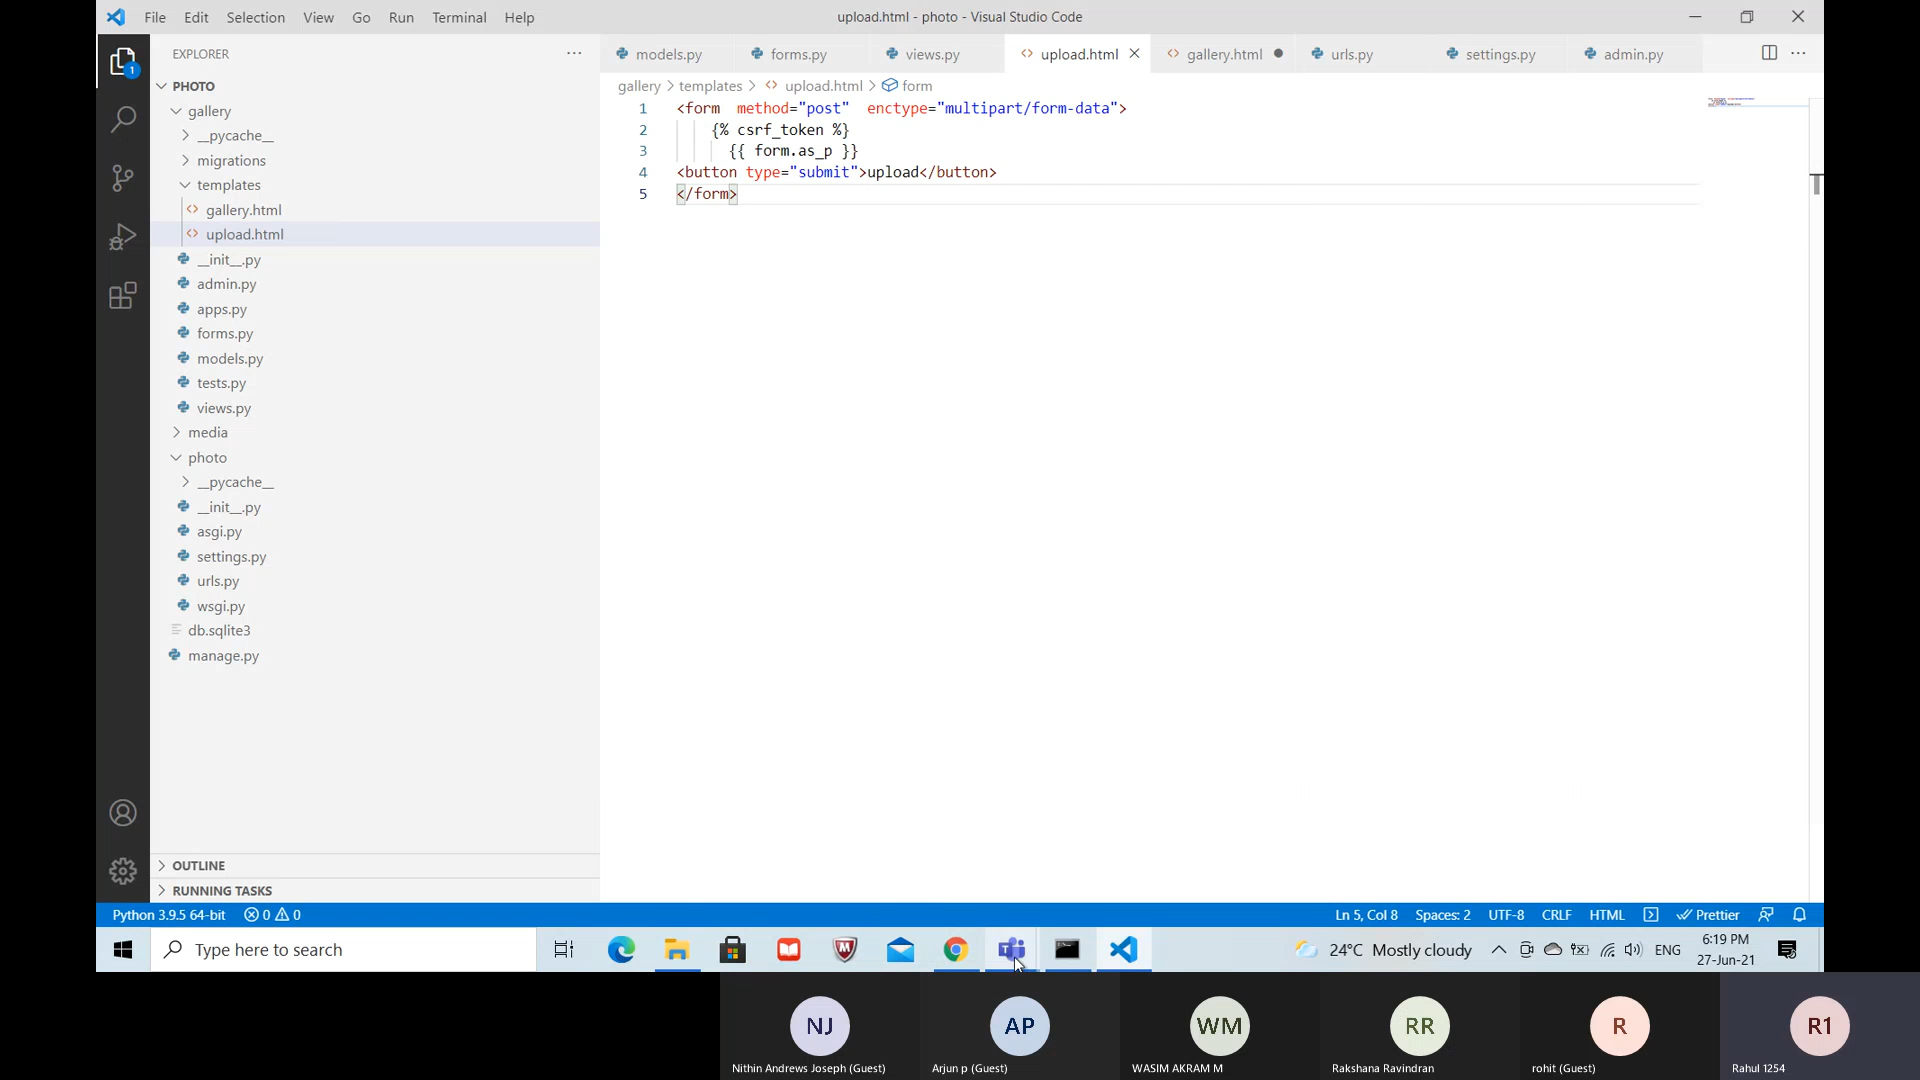 File Edit Selection View Go Run Terminal Help
upload.html - photo - Visual Studio Code
EXPLORER
models.py forms.py views.py upload.html gallery.html urls.py settings.py admin.py
1
PHOTO
gallery > templates > upload.html > form
gallery
__pycache__
migrations
templates
gallery.html
upload.html
__init__.py
admin.py
apps.py
forms.py
models.py
tests.py
views.py
media
photo
__pycache__
__init__.py
asgi.py
settings.py
urls.py
wsgi.py
db.sqlite3
manage.py
OUTLINE
RUNNING TASKS
1 <form  method="post"  enctype="multipart/form-data">
2     {% csrf_token %}
3       {{ form.as_p }}
4 <button type="submit">upload</button>
5 </form>
Python 3.9.5 64-bit 0 0
Ln 5, Col 8 Spaces: 2 UTF-8 CRLF HTML Prettier
Type here to search
24°C Mostly cloudy
ENG
6:19 PM
27-Jun-21
NJ AP WM RR R R1
Nithin Andrews Joseph (Guest) Arjun p (Guest) WASIM AKRAM M Rakshana Ravindran rohit (Guest) Rahul 1254